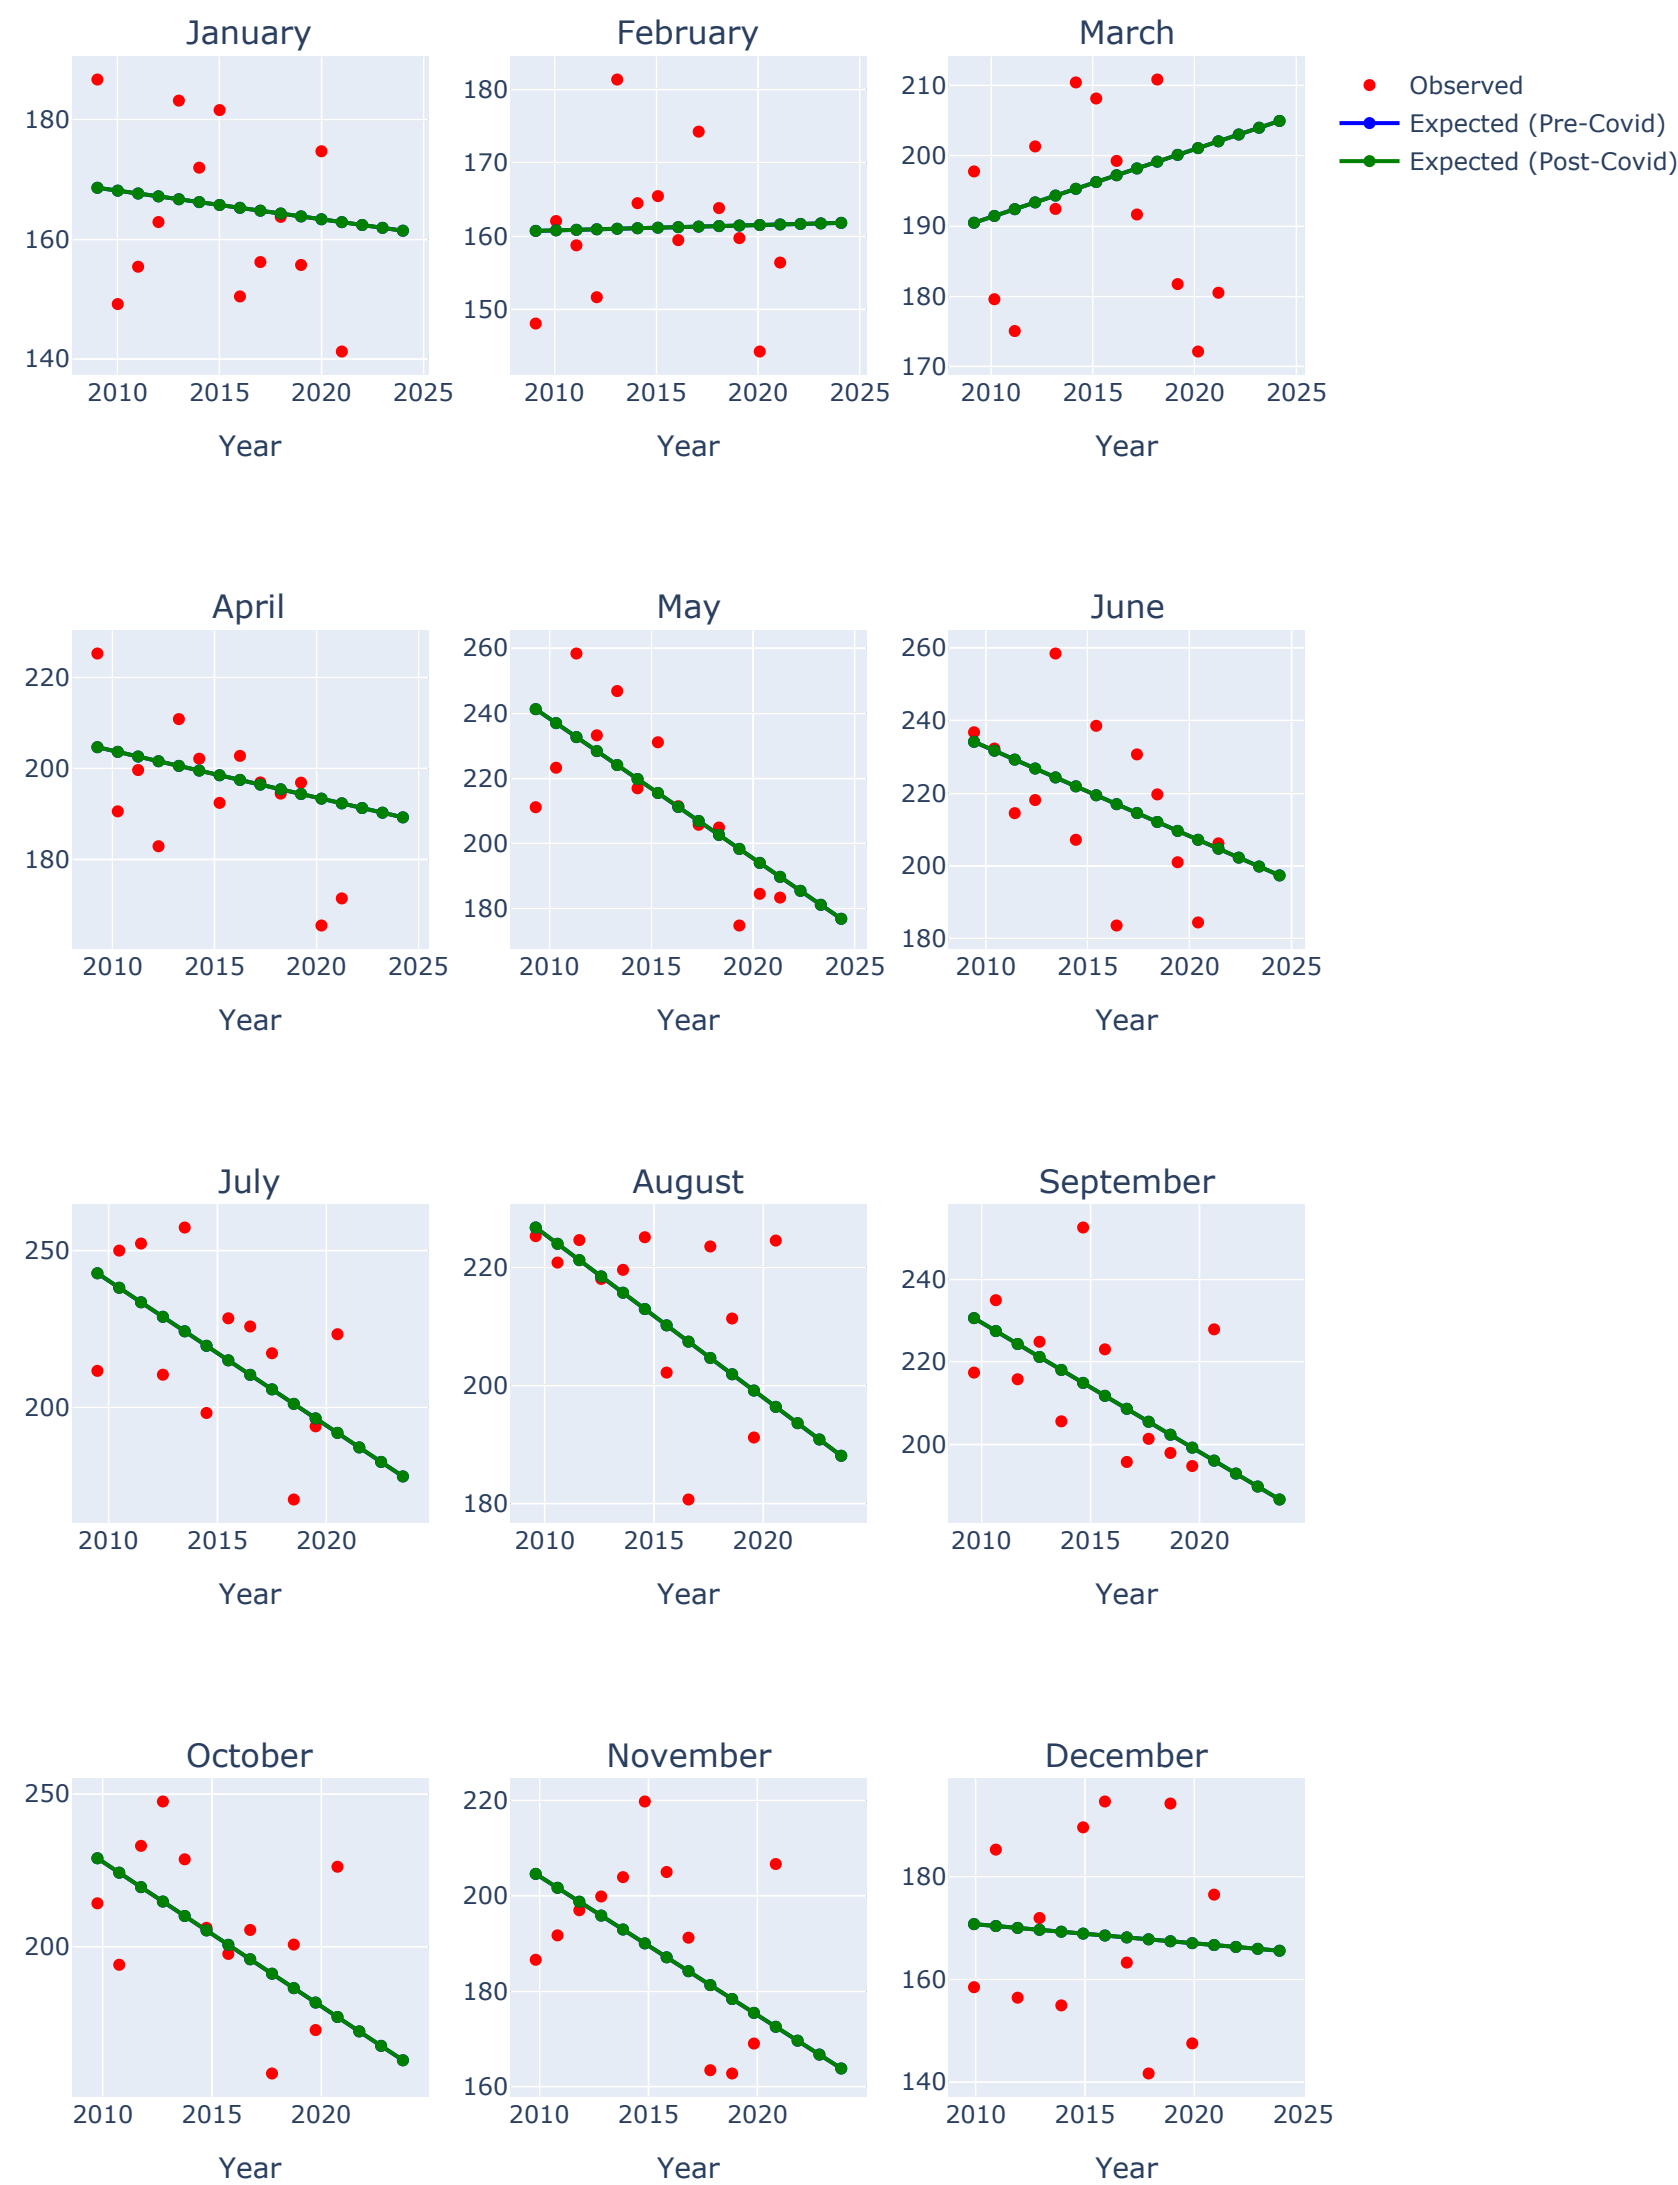 January
February
March
180
160
140
2010 2015 2020 2025
Year
180
170
160
150
2010 2015 2020 2025
Year
210
200
190
180
170
2010 2015 2020 2025
Year
Observed
Expected (Pre-Covid)
Expected (Post-Covid)
April
May
June
220
200
180
2010 2015 2020 2025
Year
260
240
220
200
180
2010 2015 2020 2025
Year
260
240
220
200
180
2010 2015 2020 2025
Year
July
August
September
250
200
2010 2015 2020
Year
220
200
180
2010 2015 2020
Year
240
220
200
2010 2015 2020
Year
October
November
December
250
200
2010 2015 2020
Year
220
200
180
160
2010 2015 2020
Year
180
160
140
2010 2015 2020 2025
Year